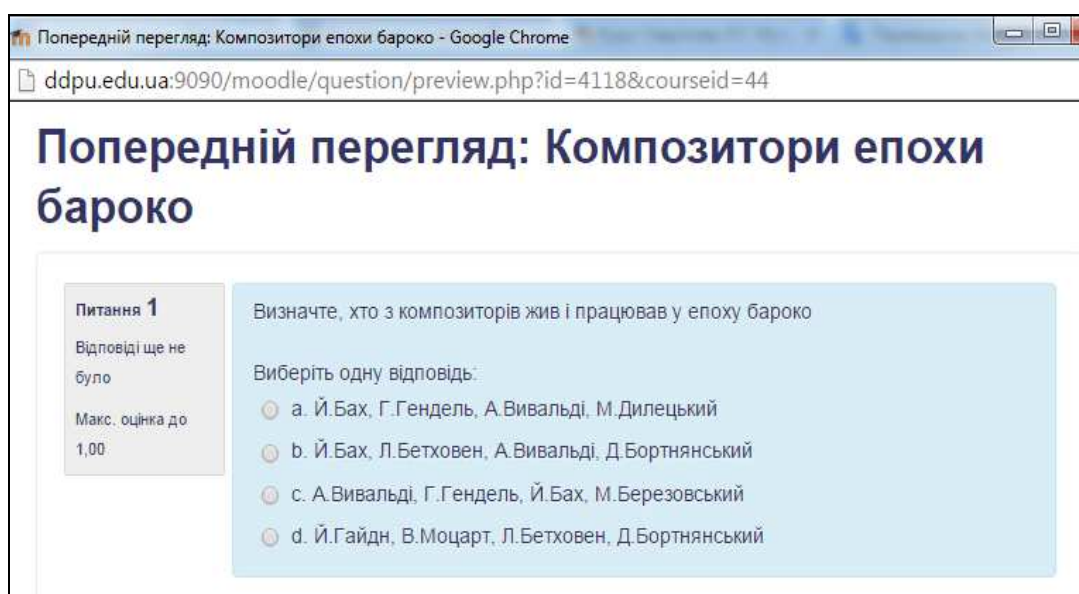 Попередній перегляд: Композитори епохи бароко - Google Chrome
ddpu.edu.ua:9090/moodle/question/preview.php?id=4118&courseid=44
Попередній перегляд: Композитори епохи
бароко
Питання 1
Відповіді ще не
було
Макс. оцінка до
1,00
Визначте, хто з композиторів жив і працював у епоху бароко
Виберіть одну відповідь:
a. Й.Бах, Г.Гендель, А.Вивальді, М.Дилецький
b. Й.Бах, Л.Бетховен, А.Вивальді, Д.Бортнянський
c. А.Вивальді, Г.Гендель, Й.Бах, М.Березовський
d. Й.Гайдн, В.Моцарт, Л.Бетховен, Д.Бортнянський